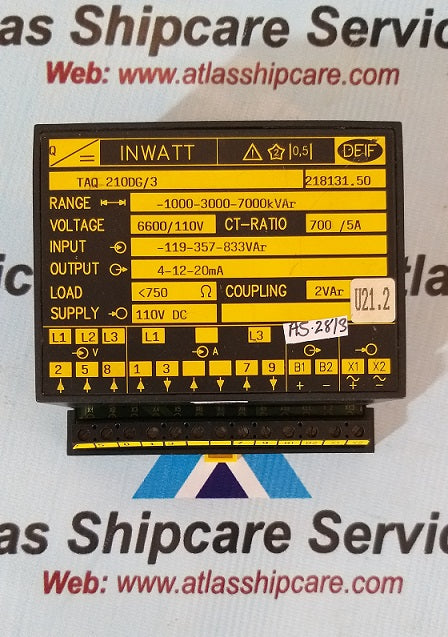 as Shipcare Servic
Web: www.atlasshipcare.com
Q = INWATT 2 0,5 DEIF
TAQ 210DG/3 218131.50
RANGE -1000-3000-7000kVAr
VOLTAGE 6600/110V CT-RATIO 700 /5A
INPUT -119-357-833VAr
OUTPUT 4-12-20mA
LOAD <750 Ω COUPLING 2VAr U21.2
SUPPLY 110V DC AS-2813
L1 L2 L3 L1 L3
V A
2 5 8 1 3 7 9 B1 B2 X1 X2
+ − ~
as Shipcare Servic
Web: www.atlasshipcare.com